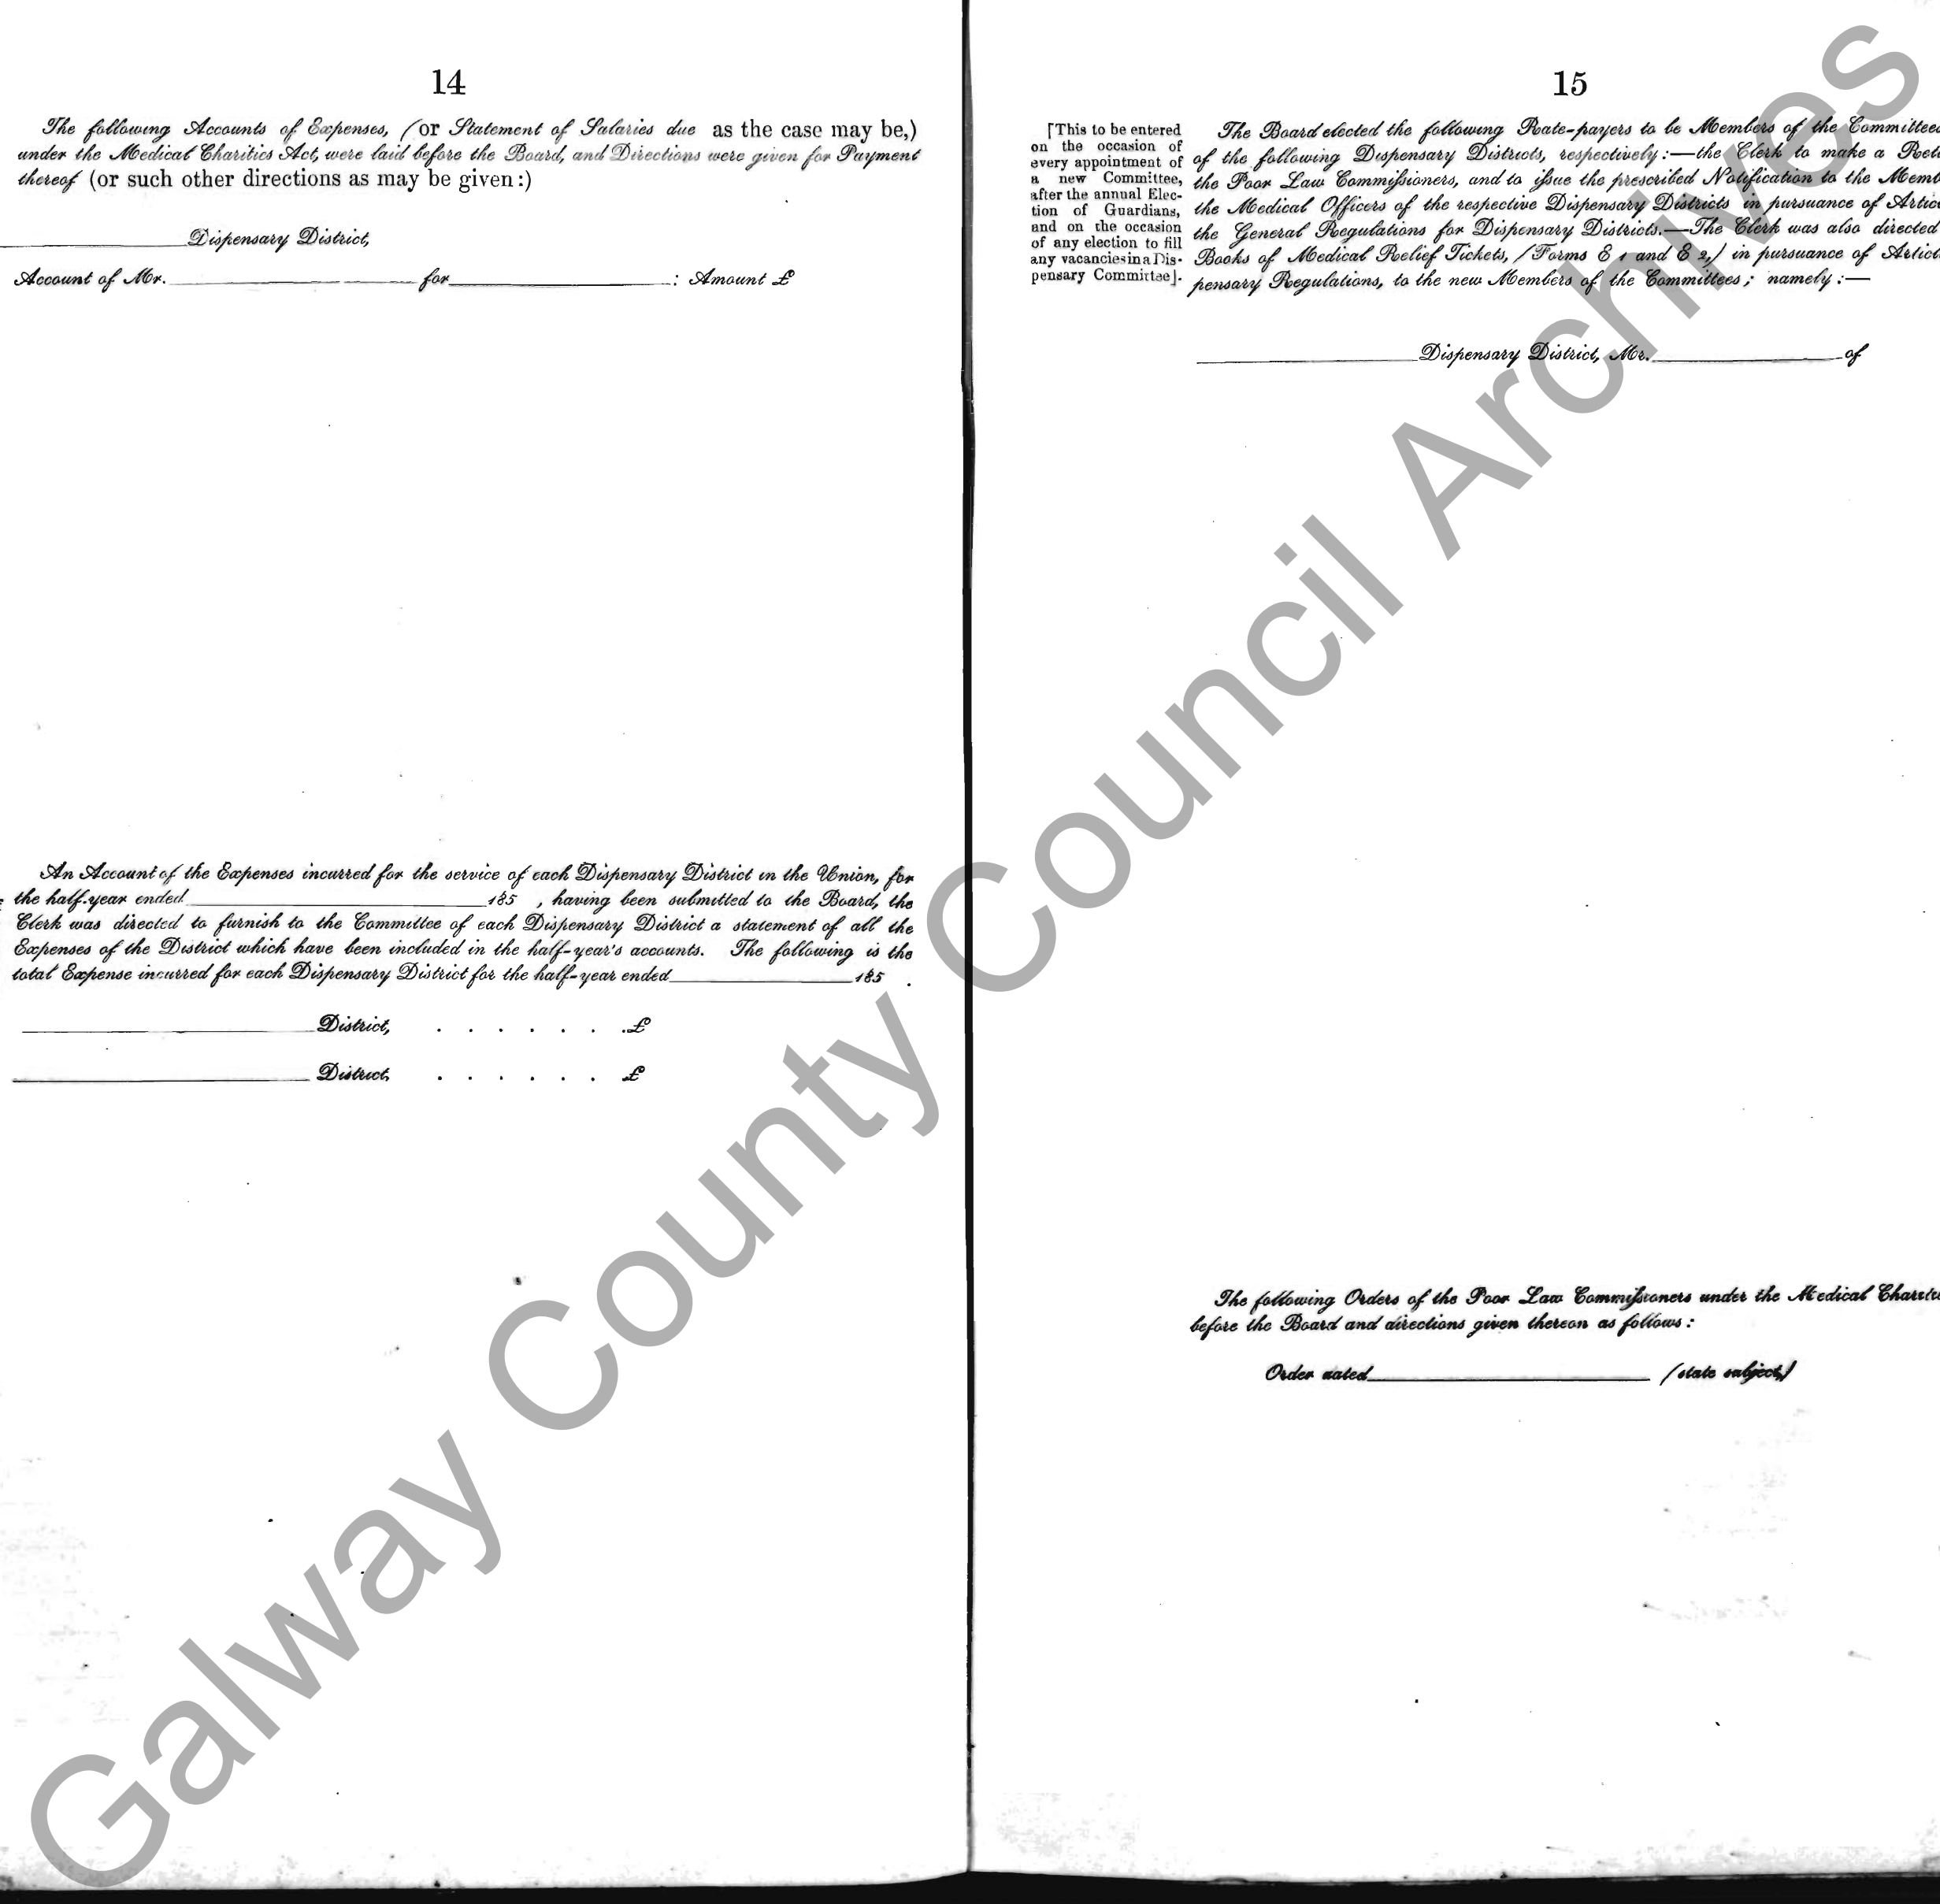 14
The following Accounts of Expenses, (or Statement of Salaries due as the case may be,)
under the Medical Charities Act, were laid before the Board, and Directions were given for Payment
thereof (or such other directions as may be given:)
Dispensary District,
Account of Mr. for : Amount £
An Account of the Expenses incurred for the service of each Dispensary District in the Union, for
the half-year ended 185 , having been submitted to the Board, the
Clerk was directed to furnish to the Committee of each Dispensary District a statement of all the
Expenses of the District which have been included in the half-year's accounts. The following is the
total Expense incurred for each Dispensary District for the half-year ended 185 .
District, . . . . . . . £
District, . . . . . . £
15
[This to be entered
on the occasion of
every appointment of
a new Committee,
after the annual Elec-
tion of Guardians,
and on the occasion
of any election to fill
any vacancies in a Dis-
pensary Committee].
The Board elected the following Rate-payers to be Members of the Committee
of the following Dispensary Districts, respectively:—the Clerk to make a
the Poor Law Commissioners, and to issue the prescribed Notification to the
the Medical Officers of the respective Dispensary Districts in pursuance of
the General Regulations for Dispensary Districts.—The Clerk was also directed
Books of Medical Relief Tickets, (Forms E 1 and E 2,) in pursuance of
pensary Regulations, to the new Members of the Committees; namely:—
Dispensary District, Mr. of
The following Orders of the Poor Law Commissioners under the Medical
before the Board and directions given thereon as follows:
Order dated (state subject,)
Galway County Council Archives